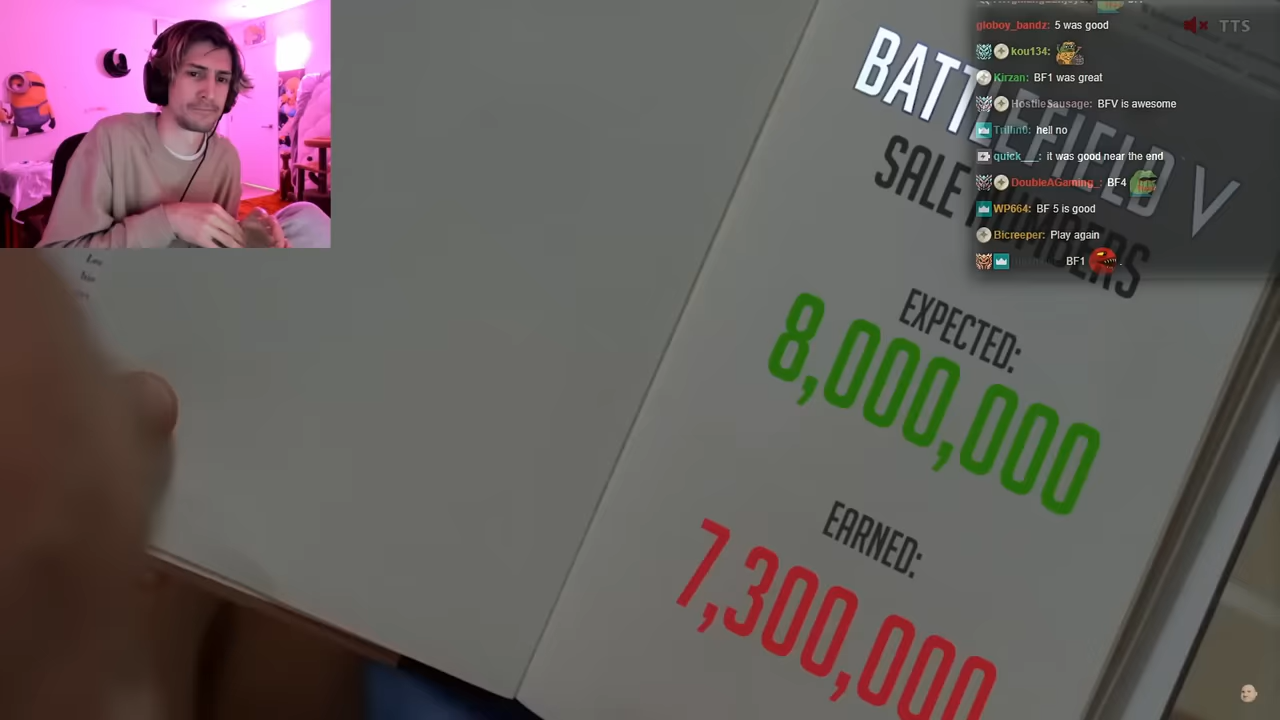 globoy_bandz: 5 was good
TTS
kou134:
Kirzan: BF1 was great
HostileSausage: BFV is awesome
Trillin0: hell no
quick___: it was good near the end
DoubleAGaming_: BF4
WP664: BF 5 is good
Bicreeper: Play again
BF1 .
BATTLEFIELD V
SALE NUMBERS
EXPECTED:
8,000,000
EARNED:
7,300,000